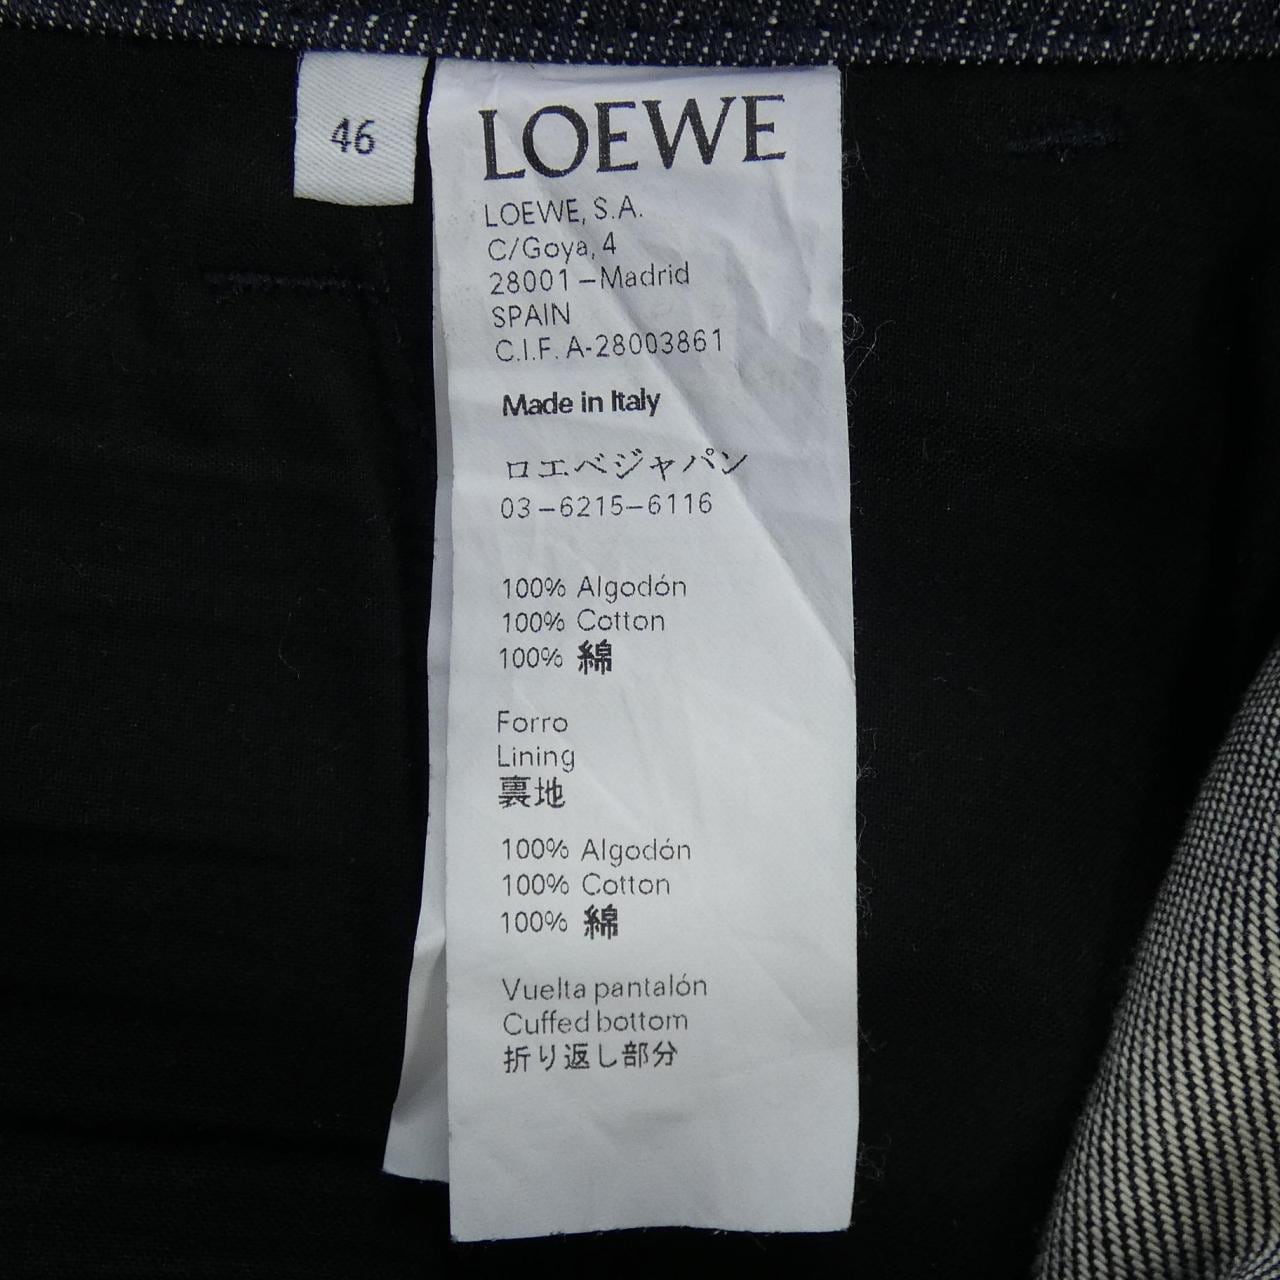 46
LOEWE
LOEWE, S.A.
C/Goya, 4
28001 – Madrid
SPAIN
C.I.F. A-28003861
Made in Italy
ロエベジャパン
03–6215–6116
100% Algodón
100% Cotton
100% 綿
Forro
Lining
裏地
100% Algodón
100% Cotton
100% 綿
Vuelta pantalón
Cuffed bottom
折り返し部分